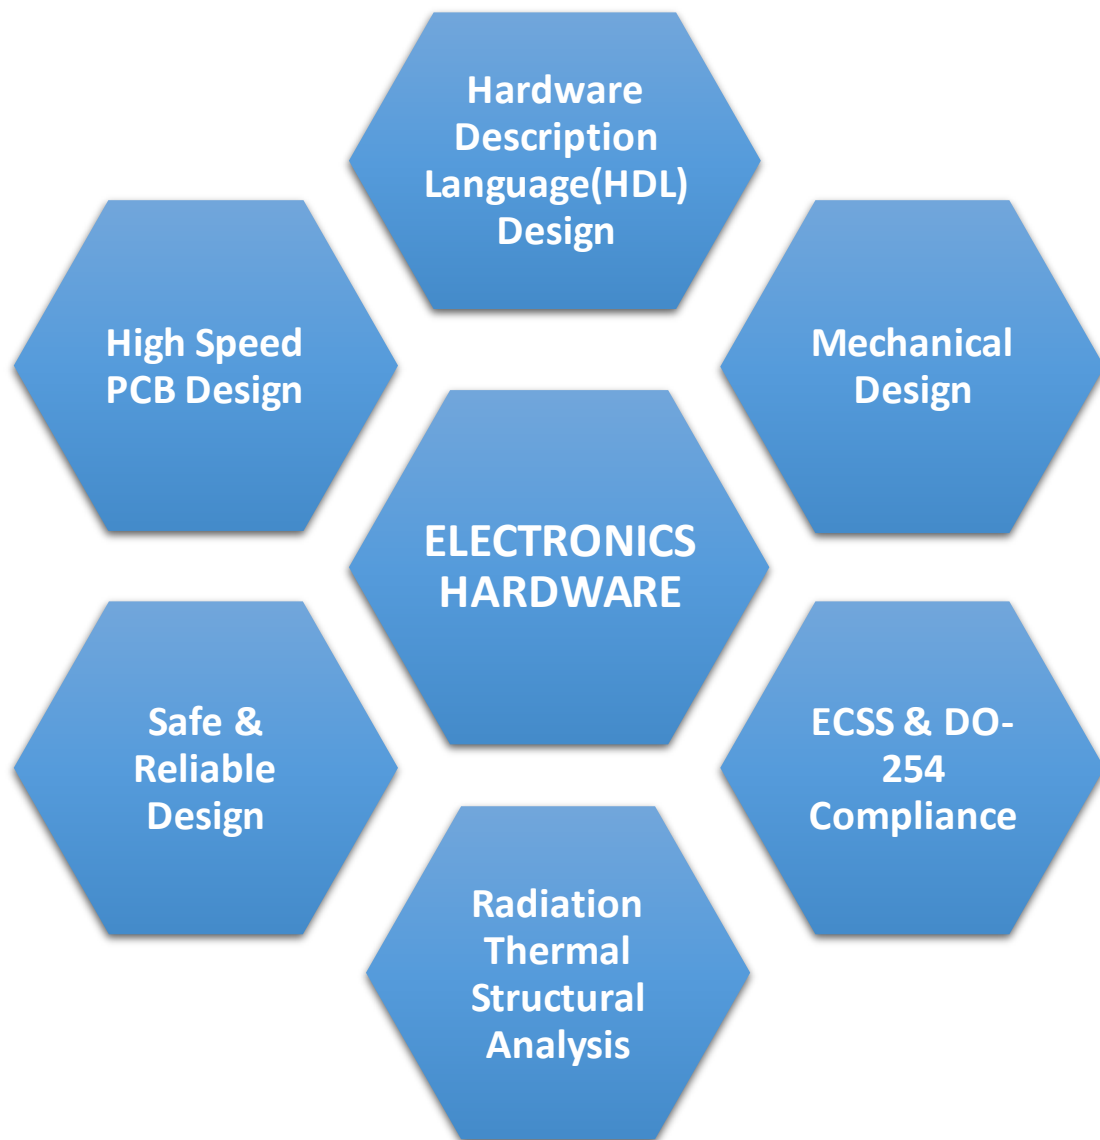 Hardware
Description
Language(HDL)
Design
High Speed
PCB Design
Mechanical
Design
ELECTRONICS
HARDWARE
Safe &
Reliable
Design
ECSS & DO-
254
Compliance
Radiation
Thermal
Structural
Analysis